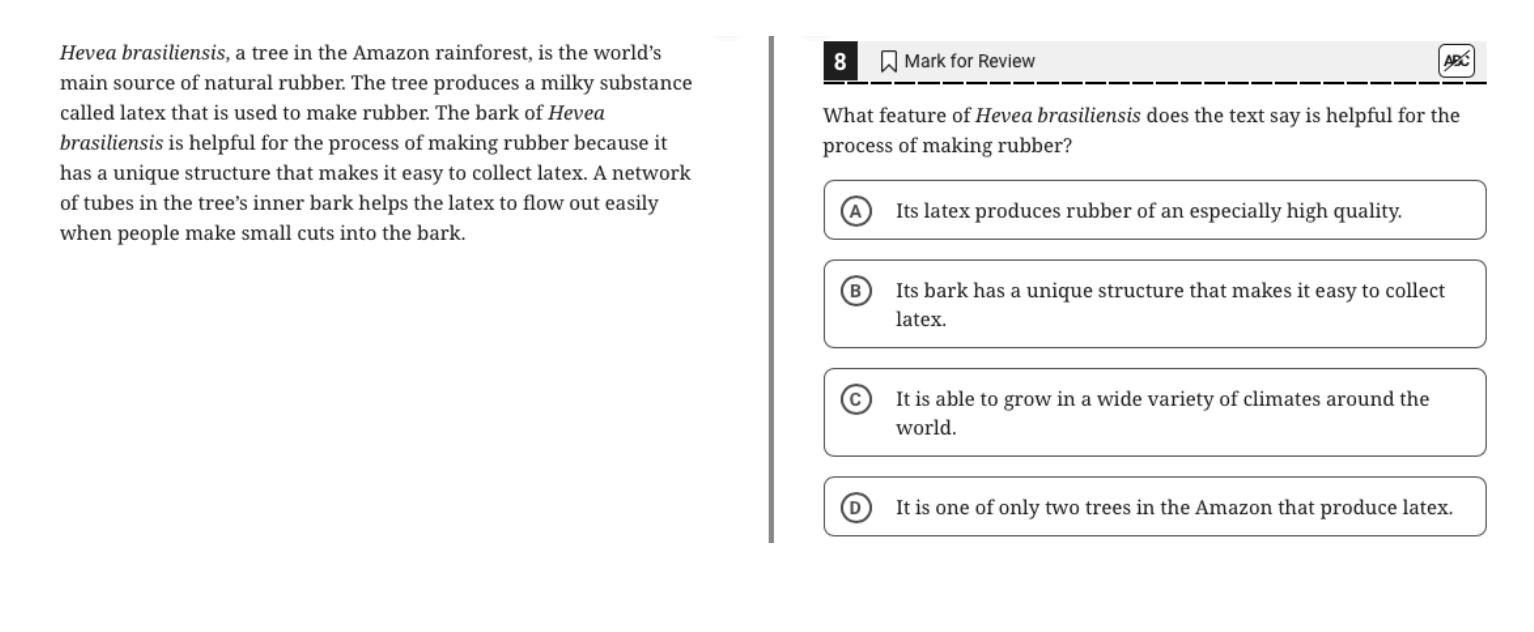 Hevea brasiliensis, a tree in the Amazon rainforest, is the world’s
main source of natural rubber. The tree produces a milky substance
called latex that is used to make rubber. The bark of Hevea
brasiliensis is helpful for the process of making rubber because it
has a unique structure that makes it easy to collect latex. A network
of tubes in the tree’s inner bark helps the latex to flow out easily
when people make small cuts into the bark.
8 Mark for Review ABC
What feature of Hevea brasiliensis does the text say is helpful for the
process of making rubber?
A Its latex produces rubber of an especially high quality.
B Its bark has a unique structure that makes it easy to collect
latex.
C It is able to grow in a wide variety of climates around the
world.
D It is one of only two trees in the Amazon that produce latex.